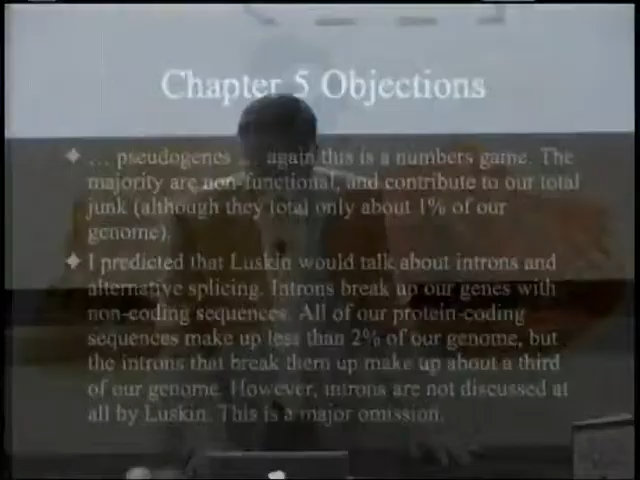 Chapter 5 Objections
… pseudogenes … again this is a numbers game. The
majority are non-functional, and contribute to our total
junk (although they total only about 1% of our
genome).
I predicted that Luskin would talk about introns and
alternative splicing. Introns break up our genes with
non-coding sequences. All of our protein-coding
sequences make up less than 2% of our genome, but
the introns that break them up make up about a third
of our genome. However, introns are not discussed at
all by Luskin. This is a major omission.